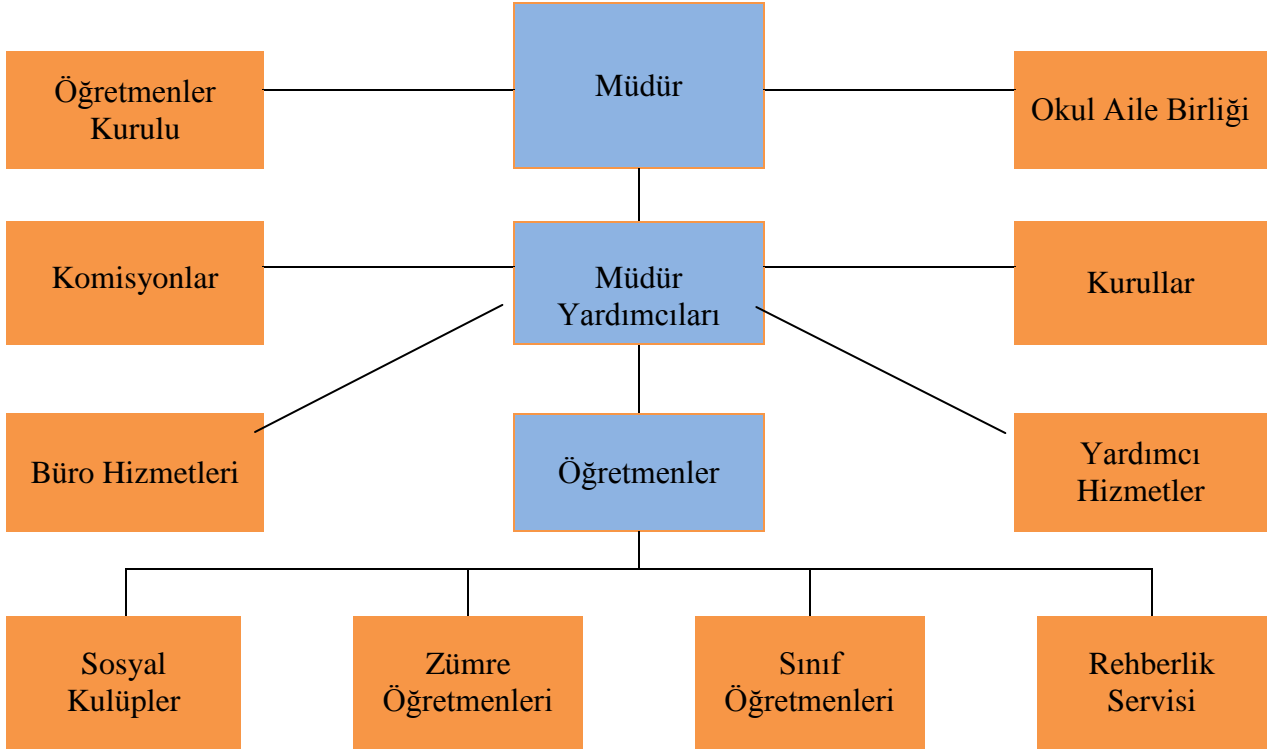 Öğretmenler
Kurulu
Müdür
Okul Aile Birliği
Komisyonlar
Müdür
Yardımcıları
Kurullar
Büro Hizmetleri
Öğretmenler
Yardımcı
Hizmetler
Sosyal
Kulüpler
Zümre
Öğretmenleri
Sınıf
Öğretmenleri
Rehberlik
Servisi